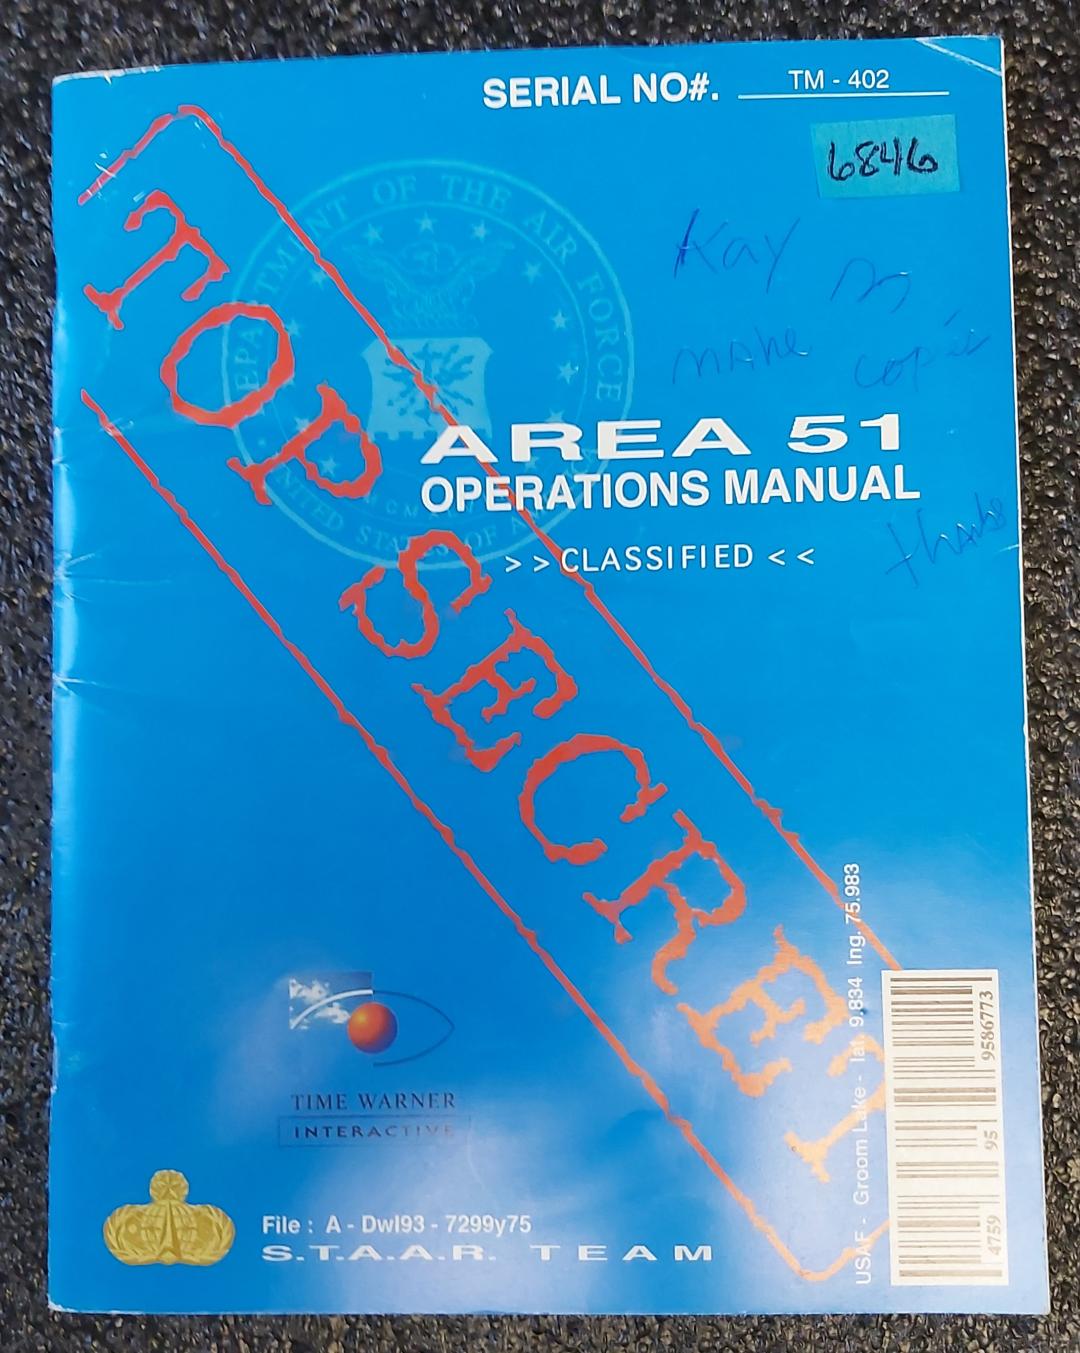 SERIAL NO#. TM - 402
6846
Kay
make copies
thanks
DEPARTMENT OF THE AIR FORCE
UNITED STATES OF AMERICA
TOP SECRET
AREA 51
OPERATIONS MANUAL
>> CLASSIFIED <<
TIME WARNER
INTERACTIVE
File : A - Dwl93 - 7299y75
S.T.A.A.R. TEAM
USAF - Groom Lake - lat. 9.834 lng. 75.983
4759 95 9586773